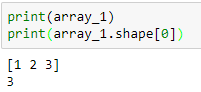 print(array_1)
print(array_1.shape[0])
[1 2 3]
3